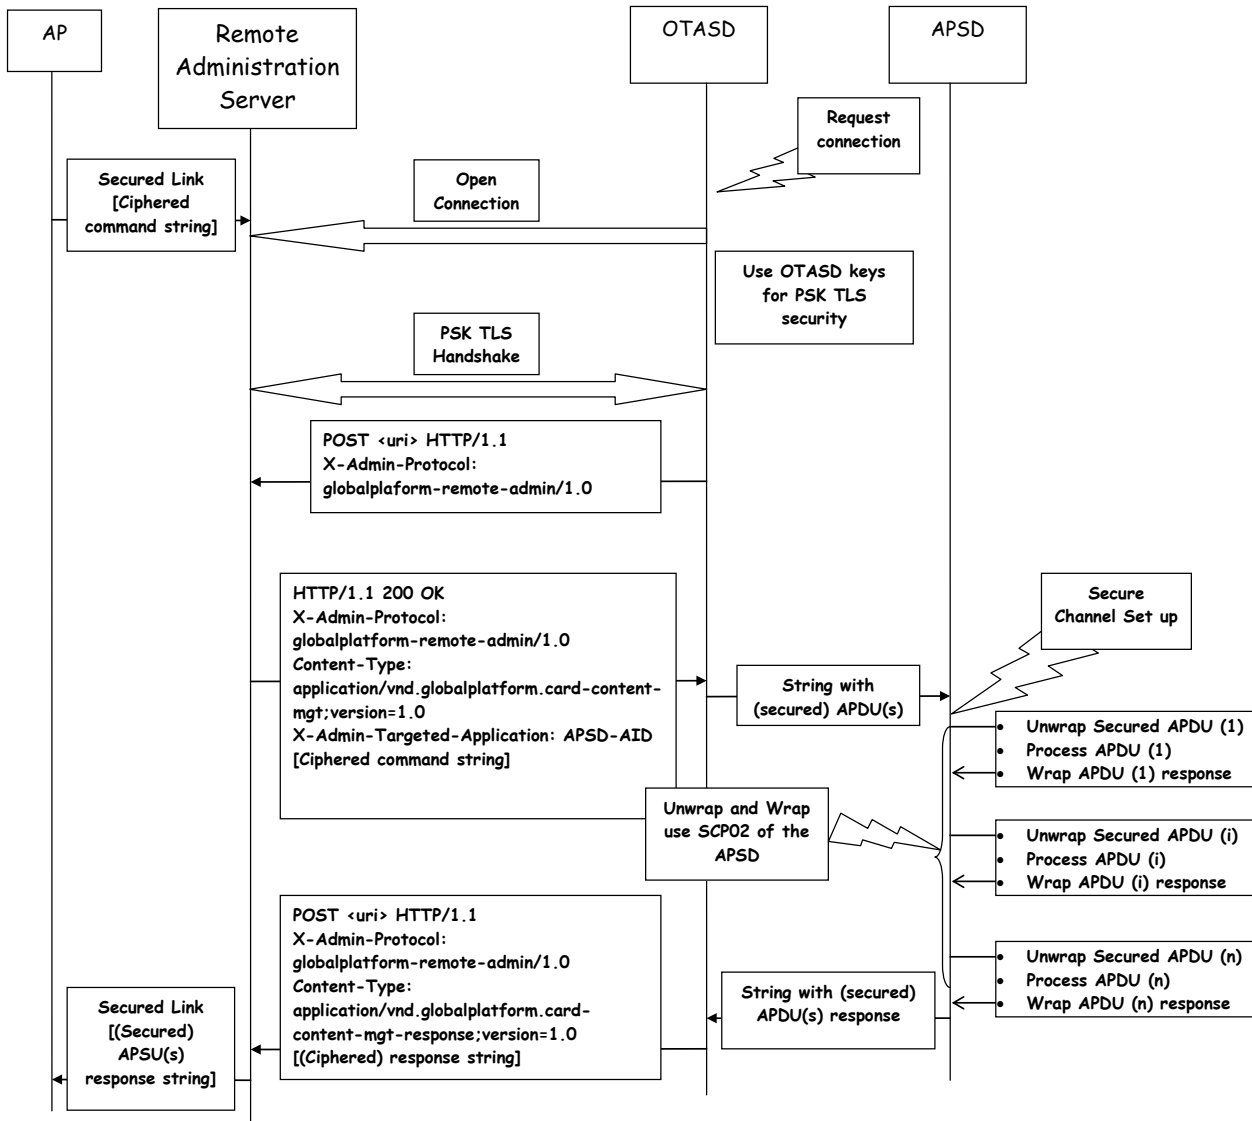 AP
Remote
Administration
Server
OTASD
APSD
Request
connection
Secured Link
[Ciphered
command string]
Open
Connection
Use OTASD keys
for PSK TLS
security
PSK TLS
Handshake
POST <uri> HTTP/1.1
X-Admin-Protocol:
globalplaform-remote-admin/1.0
HTTP/1.1 200 OK
X-Admin-Protocol:
globalplatform-remote-admin/1.0
Content-Type:
application/vnd.globalplatform.card-content-
mgt;version=1.0
X-Admin-Targeted-Application: APSD-AID
[Ciphered command string]
Secure
Channel Set up
String with
(secured) APDU(s)
• Unwrap Secured APDU (1)
• Process APDU (1)
• Wrap APDU (1) response
Unwrap and Wrap
use SCP02 of the
APSD
• Unwrap Secured APDU (i)
• Process APDU (i)
• Wrap APDU (i) response
POST <uri> HTTP/1.1
X-Admin-Protocol:
globalplatform-remote-admin/1.0
Content-Type:
application/vnd.globalplatform.card-
content-mgt-response;version=1.0
[(Ciphered) response string]
String with (secured)
APDU(s) response
• Unwrap Secured APDU (n)
• Process APDU (n)
• Wrap APDU (n) response
Secured Link
[(Secured)
APSU(s)
response string]